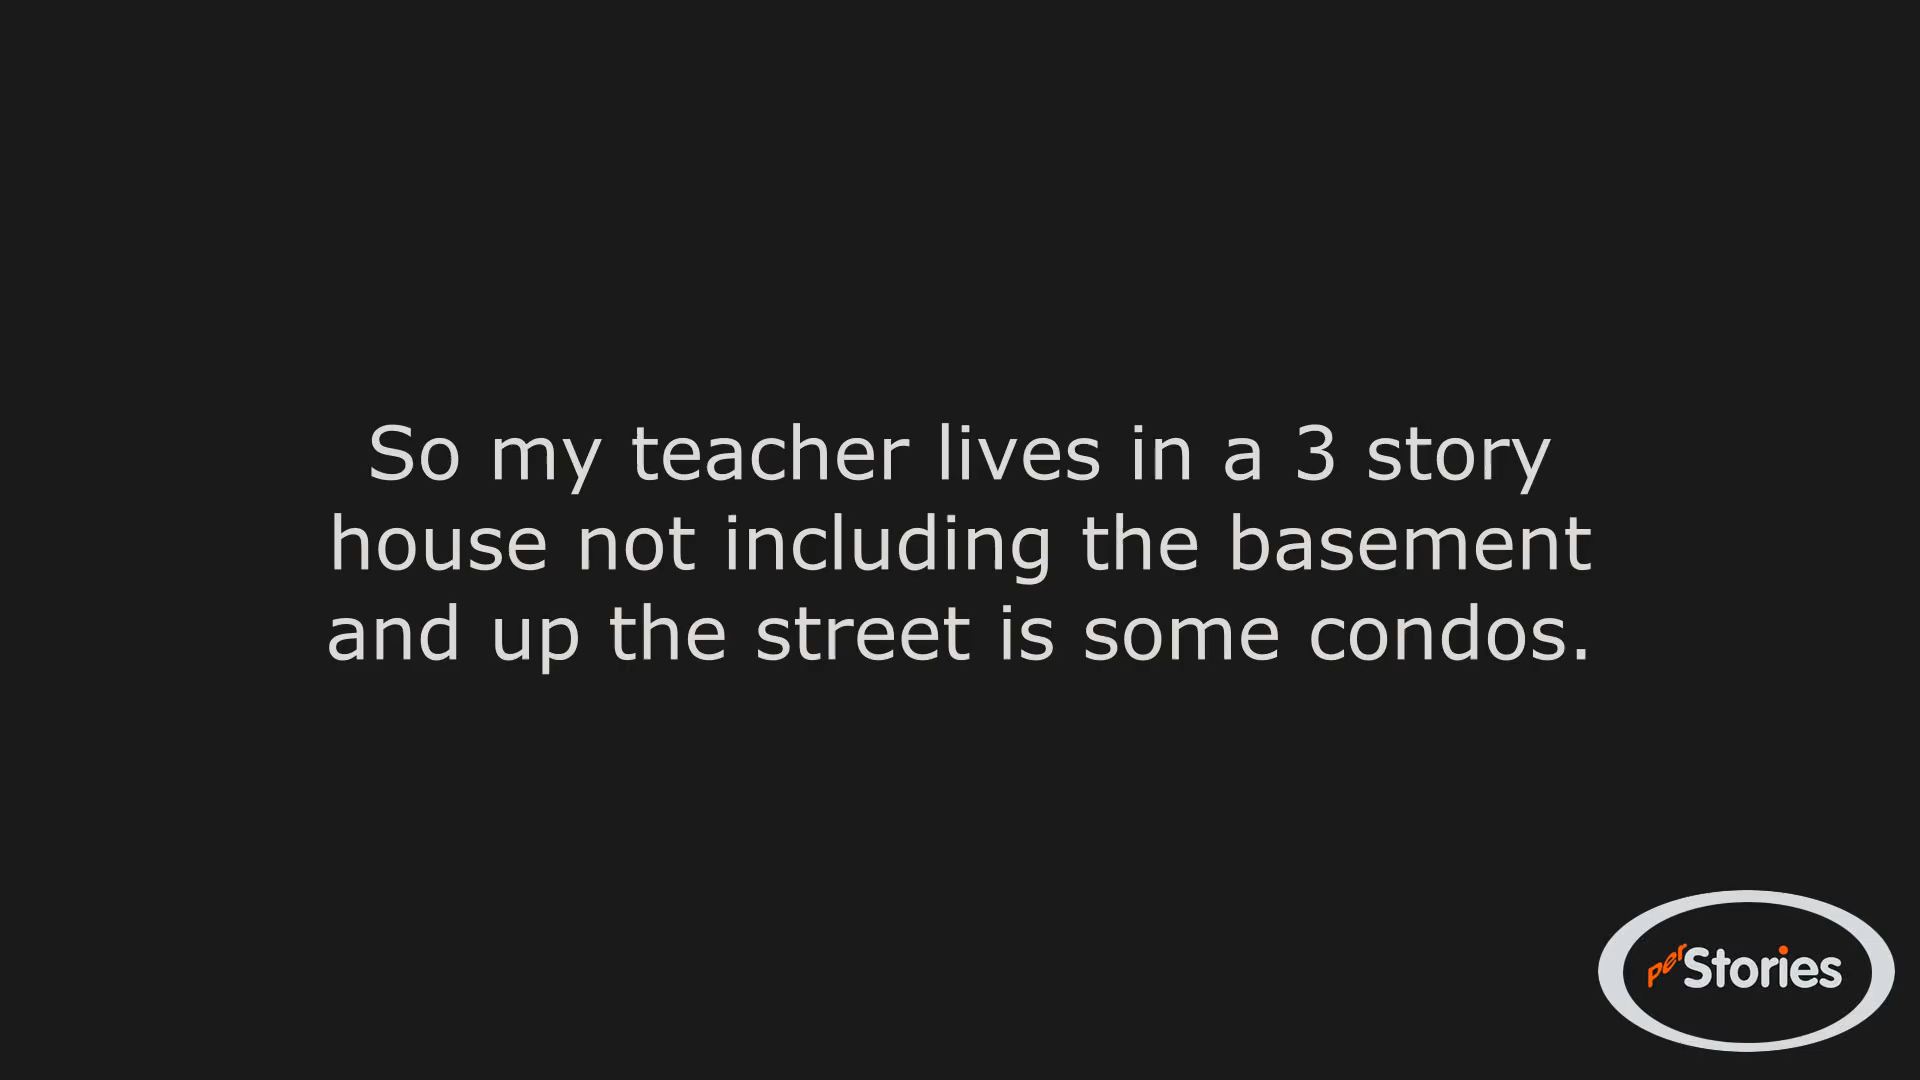 So my teacher lives in a 3 story
house not including the basement
and up the street is some condos.
perStories